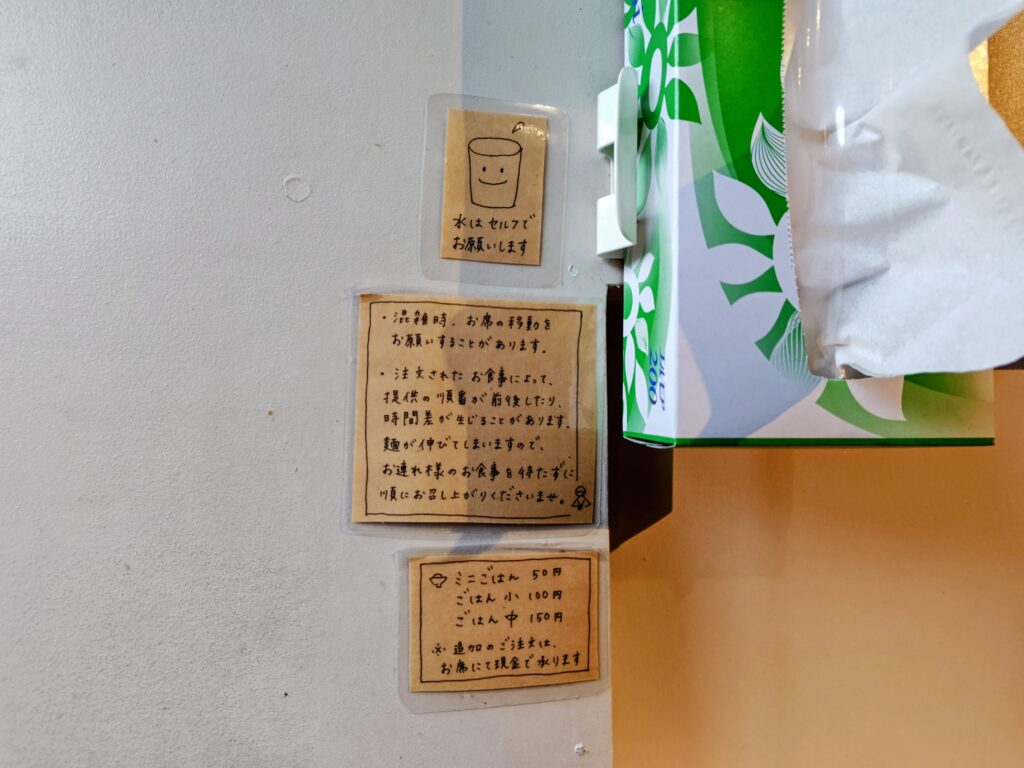 水はセルフで
お願いします
・混雑時、お席の移動を
お願いすることがあります。
・注文されたお食事によって、
提供の順番が前後したり、
時間差が生じることがあります。
麺が伸びてしまいますので、
お連れ様のお食事を待たずに
順にお召し上がりくださいませ。
ミニごはん 50円
ごはん 小 100円
ごはん 中 150円
※ 追加のご注文は、
お席にて現金で承ります
200